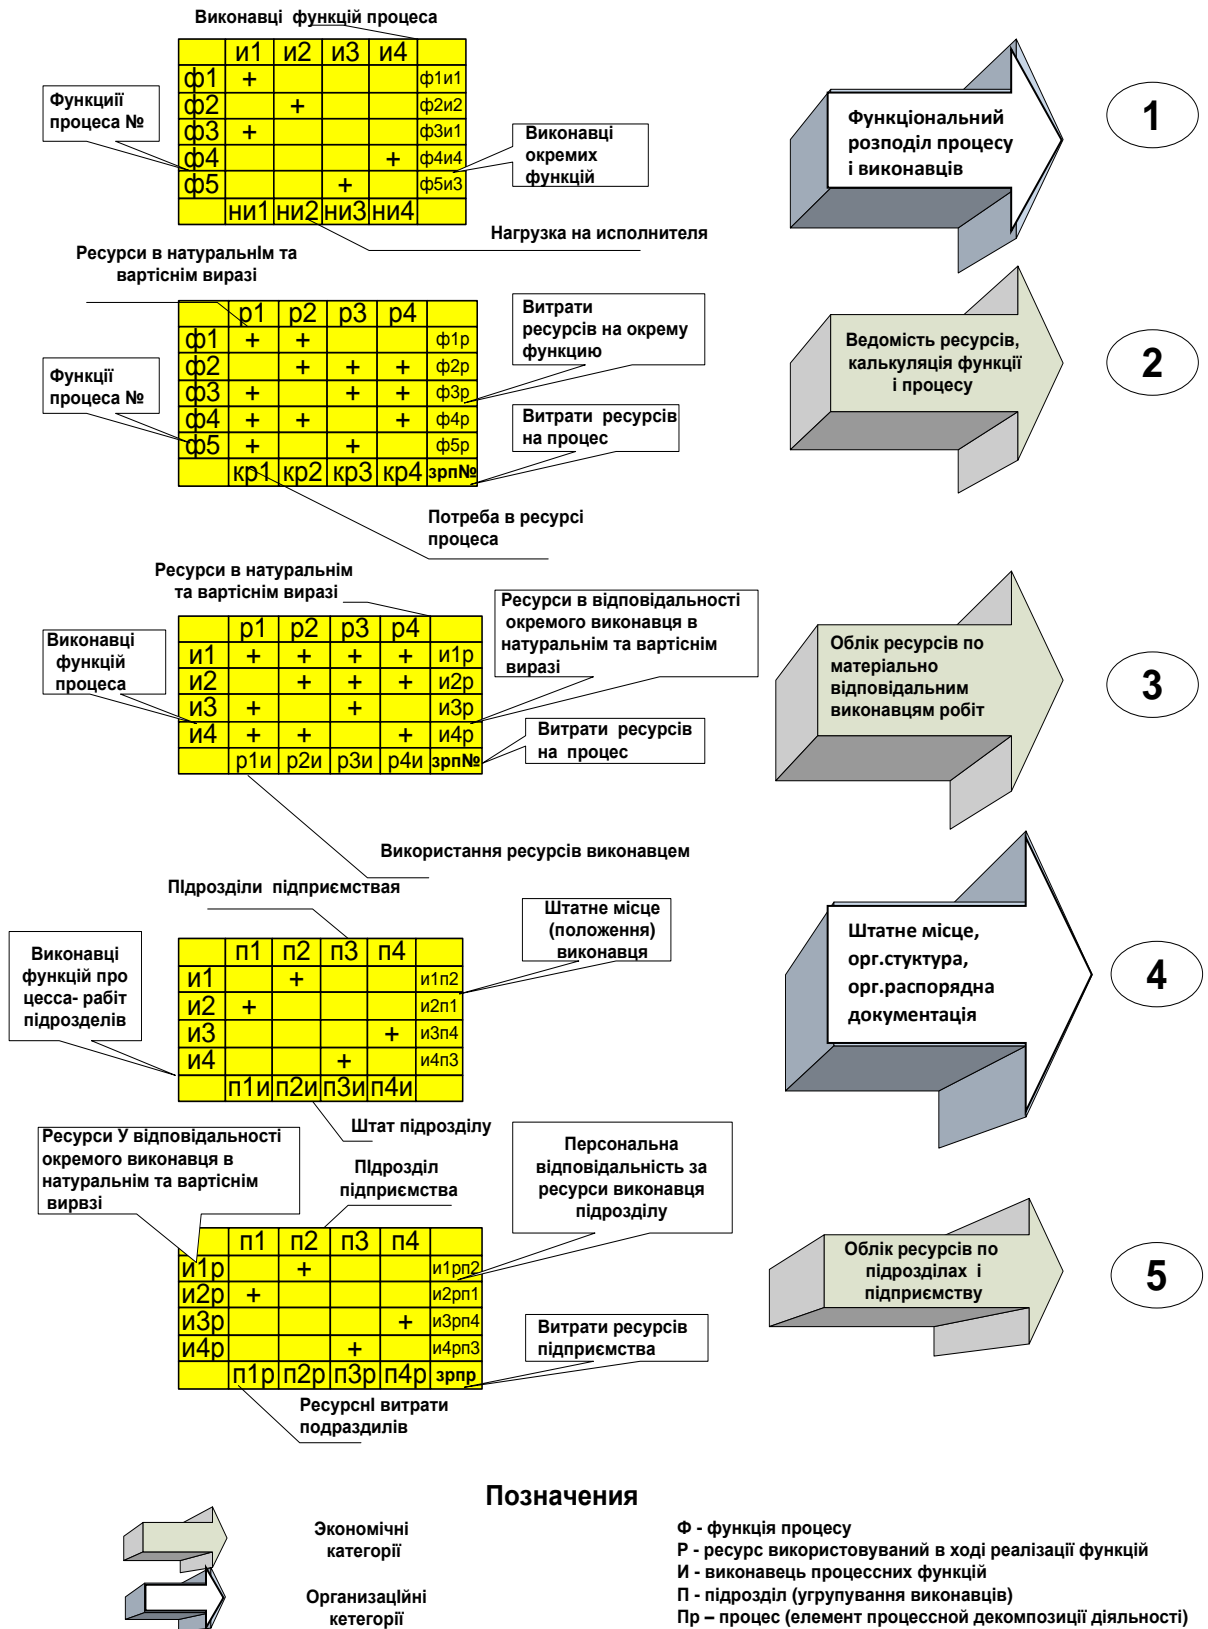 Виконавці функцій процеса
и1 и2 и3 и4
ф1 + ф1и1
ф2 + ф2и2
ф3 + ф3и1
ф4 + ф4и4
ф5 + ф5и3
ни1 ни2 ни3 ни4
Функциії
процеса №
Виконавці
окремих
функцій
Нагрузка на исполнителя
Функціональний
розподіл процесу
і виконавців
1
Ресурси в натуральнІм та
вартіснім виразі
р1 р2 р3 р4
ф1 + + ф1р
ф2 + + + ф2р
ф3 + + + ф3р
ф4 + + + ф4р
ф5 + + ф5р
кр1 кр2 кр3 кр4 зрп№
Функції
процеса №
Витрати
ресурсів на окрему
функцию
Витрати ресурсів
на процес
Потреба в ресурсі
процеса
Ведомість ресурсів,
калькуляція функції
і процесу
2
Ресурси в натуральнім
та вартіснім виразі
р1 р2 р3 р4
и1 + + + + и1р
и2 + + + и2р
и3 + + и3р
и4 + + + и4р
р1и р2и р3и р4и зрп№
Виконавці
функцій
процеса
Ресурси в відповідальності
окремого виконавця в
натуральнім та вартіснім
виразі
Витрати ресурсів
на процес
Використання ресурсів виконавцем
Облік ресурсів по
матеріально
відповідальним
виконавцям робіт
3
ПІдрозділи підприємствая
п1 п2 п3 п4
и1 + и1п2
и2 + и2п1
и3 + и3п4
и4 + и4п3
п1и п2и п3и п4и
Виконавці
функцій про
цесса- рабіт
підрозделів
Штатне місце
(положення)
виконавця
Штат підрозділу
Штатне місце,
орг.стуктура,
орг.распорядна
документація
4
Ресурси У відповідальності
окремого виконавця в
натуральнім та вартіснім
вирвзі
ПІдрозділ
підприємства
п1 п2 п3 п4
и1р + и1рп2
и2р + и2рп1
и3р + и3рп4
и4р + и4рп3
п1р п2р п3р п4р зрпр
Персональна
відповідальність за
ресурси виконавця
підрозділу
Витрати ресурсів
підприємства
РесурснІ витрати
подраздилів
Облік ресурсів по
підрозділах і
підприємству
5
Позначения
Экономічні
категорії
ОрганизацІйні
кетегорії
Ф - функція процесу
Р - ресурс використовуваний в ході реалізації функцій
И - виконавець процессних функцій
П - підрозділ (угрупування виконавців)
Пр – процес (елемент процессной декомпозиції діяльності)